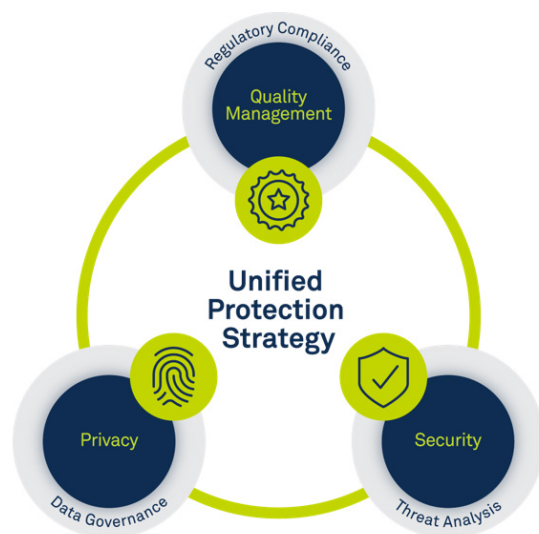 Regulatory Compliance
Quality
Management
Unified
Protection
Strategy
Privacy
Data Governance
Security
Threat Analysis